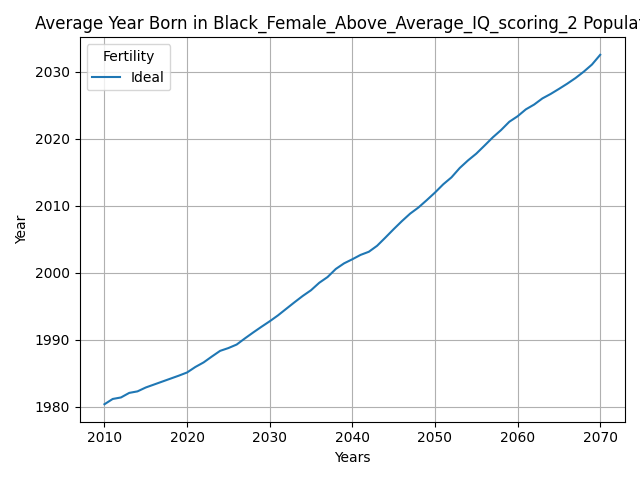 Average Year Born in Black_Female_Above_Average_IQ_scoring_2 Populat
Fertility
Ideal
2030
2020
2010
2000
1990
1980
Year
2010 2020 2030 2040 2050 2060 2070
Years